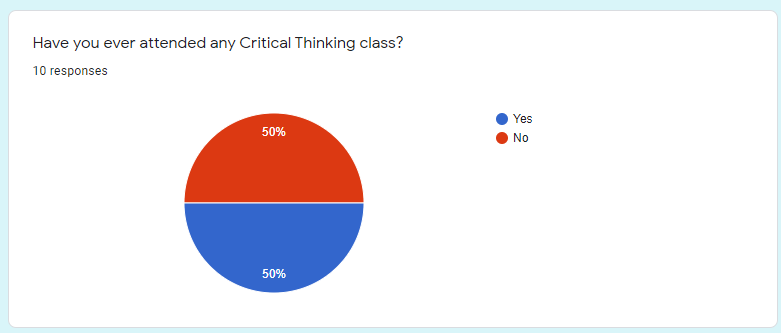 Have you ever attended any Critical Thinking class?
10 responses
50%
50%
Yes
No